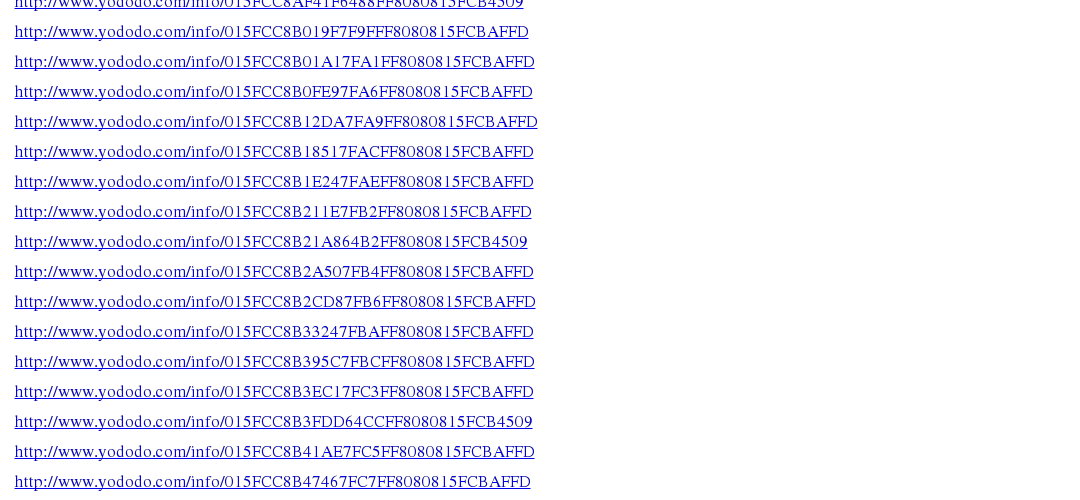 http://www.yododo.com/info/015FCC8AF41F6488FF8080815FCB4509
http://www.yododo.com/info/015FCC8B019F7F9FFF8080815FCBAFFD
http://www.yododo.com/info/015FCC8B01A17FA1FF8080815FCBAFFD
http://www.yododo.com/info/015FCC8B0FE97FA6FF8080815FCBAFFD
http://www.yododo.com/info/015FCC8B12DA7FA9FF8080815FCBAFFD
http://www.yododo.com/info/015FCC8B18517FACFF8080815FCBAFFD
http://www.yododo.com/info/015FCC8B1E247FAEFF8080815FCBAFFD
http://www.yododo.com/info/015FCC8B211E7FB2FF8080815FCBAFFD
http://www.yododo.com/info/015FCC8B21A864B2FF8080815FCB4509
http://www.yododo.com/info/015FCC8B2A507FB4FF8080815FCBAFFD
http://www.yododo.com/info/015FCC8B2CD87FB6FF8080815FCBAFFD
http://www.yododo.com/info/015FCC8B33247FBAFF8080815FCBAFFD
http://www.yododo.com/info/015FCC8B395C7FBCFF8080815FCBAFFD
http://www.yododo.com/info/015FCC8B3EC17FC3FF8080815FCBAFFD
http://www.yododo.com/info/015FCC8B3FDD64CCFF8080815FCB4509
http://www.yododo.com/info/015FCC8B41AE7FC5FF8080815FCBAFFD
http://www.yododo.com/info/015FCC8B47467FC7FF8080815FCBAFFD